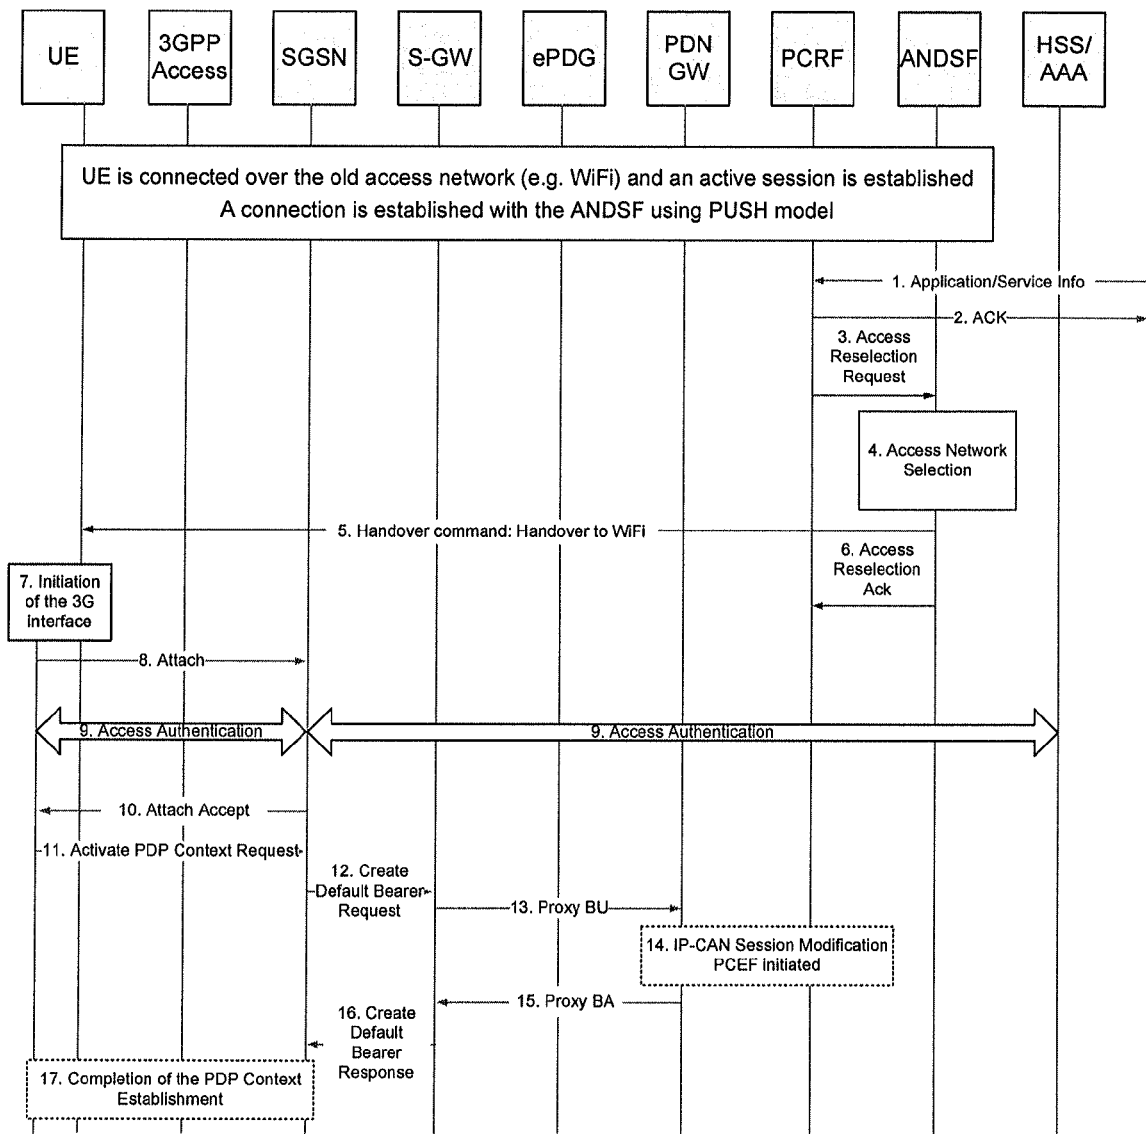 UE
3GPP
Access
SGSN
S-GW
ePDG
PDN
GW
PCRF
ANDSF
HSS/
AAA
UE is connected over the old access network (e.g. WiFi) and an active session is established
A connection is established with the ANDSF using PUSH model
1. Application/Service Info
2. ACK
3. Access
Reselection
Request
4. Access Network
Selection
5. Handover command: Handover to WiFi
6. Access
Reselection
Ack
7. Initiation
of the 3G
interface
8. Attach
9. Access Authentication
9. Access Authentication
10. Attach Accept
11. Activate PDP Context Request
12. Create
Default Bearer
Request
13. Proxy BU
14. IP-CAN Session Modification
PCEF initiated
15. Proxy BA
16. Create
Default
Bearer
Response
17. Completion of the PDP Context
Establishment